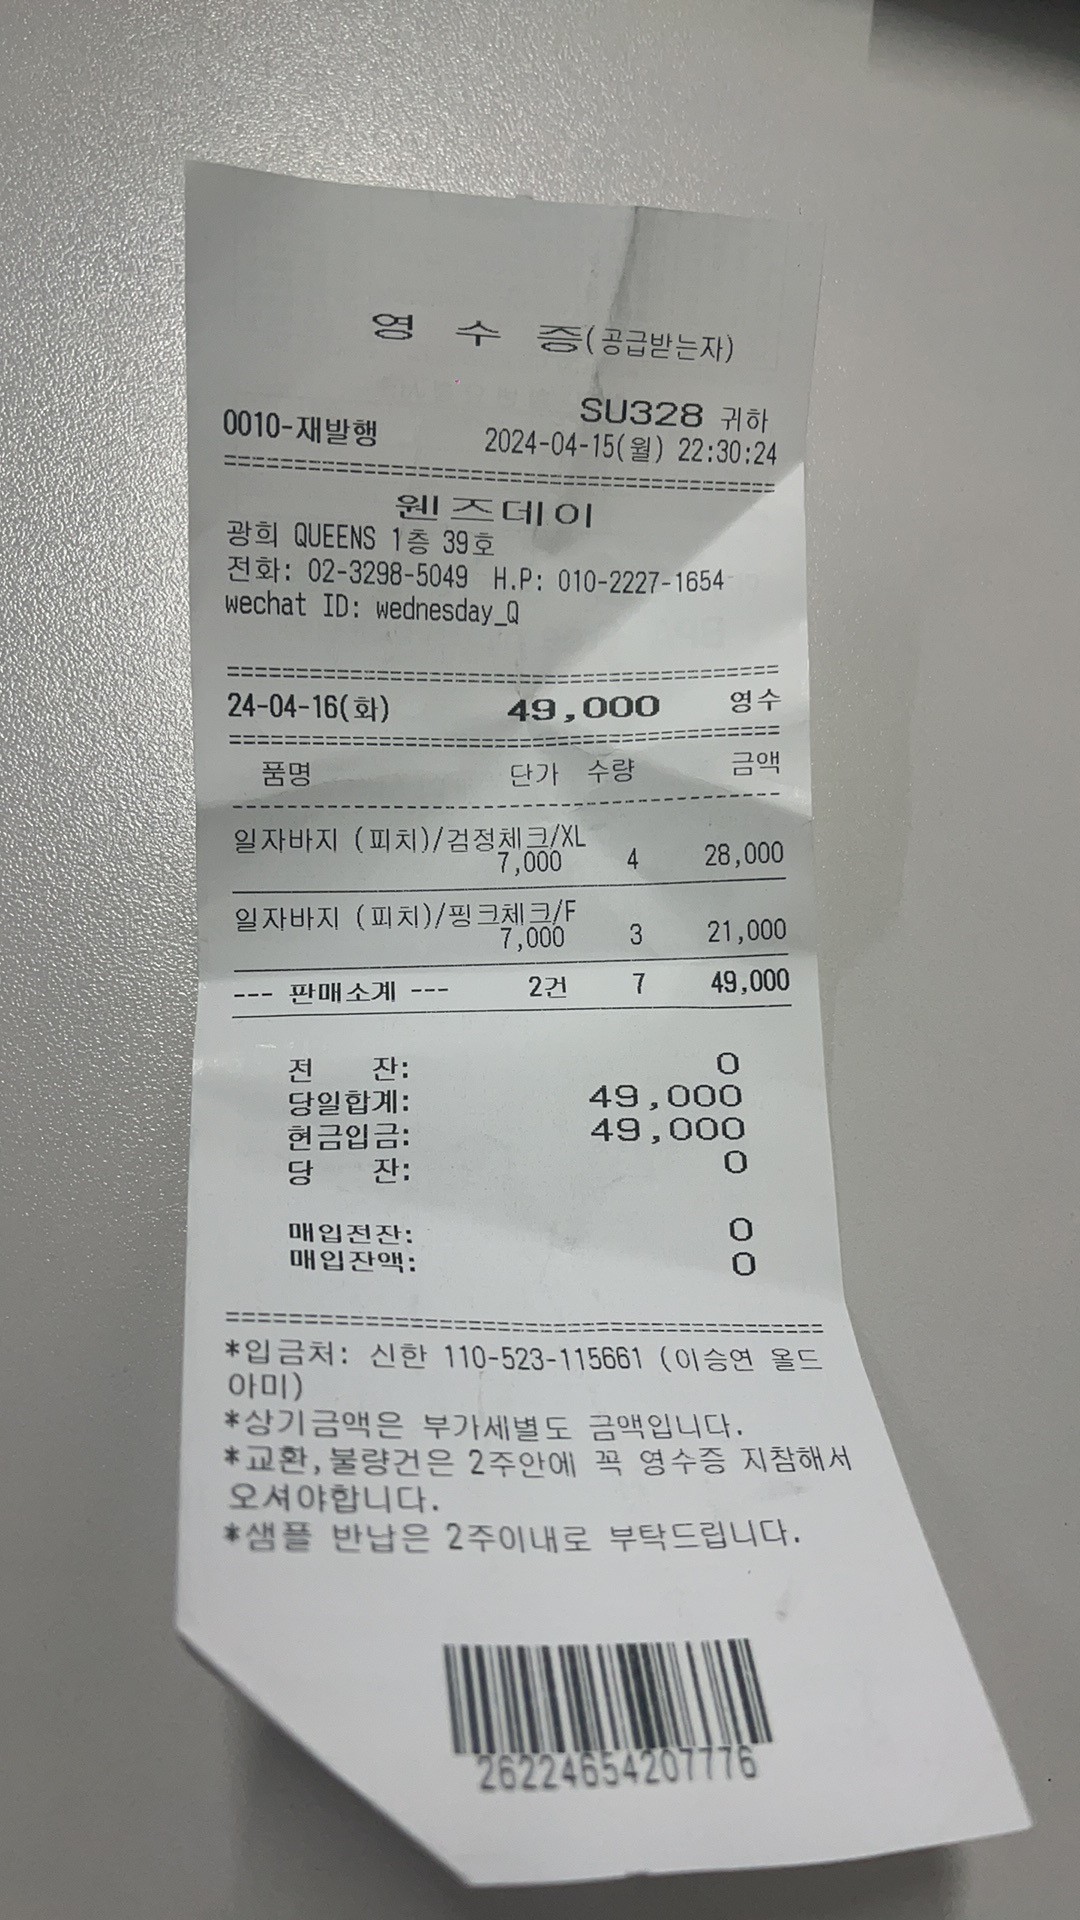 영 수 증(공급받는자)
SU328 귀하
0010-재발행 2024-04-15(월) 22:30:24
===========================================
웬즈데이
광희 QUEENS 1층 39호
전화: 02-3298-5049 H.P: 010-2227-1654
wechat ID: wednesday_Q
===========================================
24-04-16(화) 49,000 영수
===========================================
품명 단가 수량 금액
-------------------------------------------
일자바지 (피치)/검정체크/XL
7,000 4 28,000
일자바지 (피치)/핑크체크/F
7,000 3 21,000
--- 판매소계 --- 2건 7 49,000
전 잔: 0
당일합계: 49,000
현금입금: 49,000
당 잔: 0
매입전잔: 0
매입잔액: 0
===========================================
*입금처: 신한 110-523-115661 (이승연 올드
아미)
*상기금액은 부가세별도 금액입니다.
*교환,불량건은 2주안에 꼭 영수증 지참해서
오셔야합니다.
*샘플 반납은 2주이내로 부탁드립니다.
26224654207776